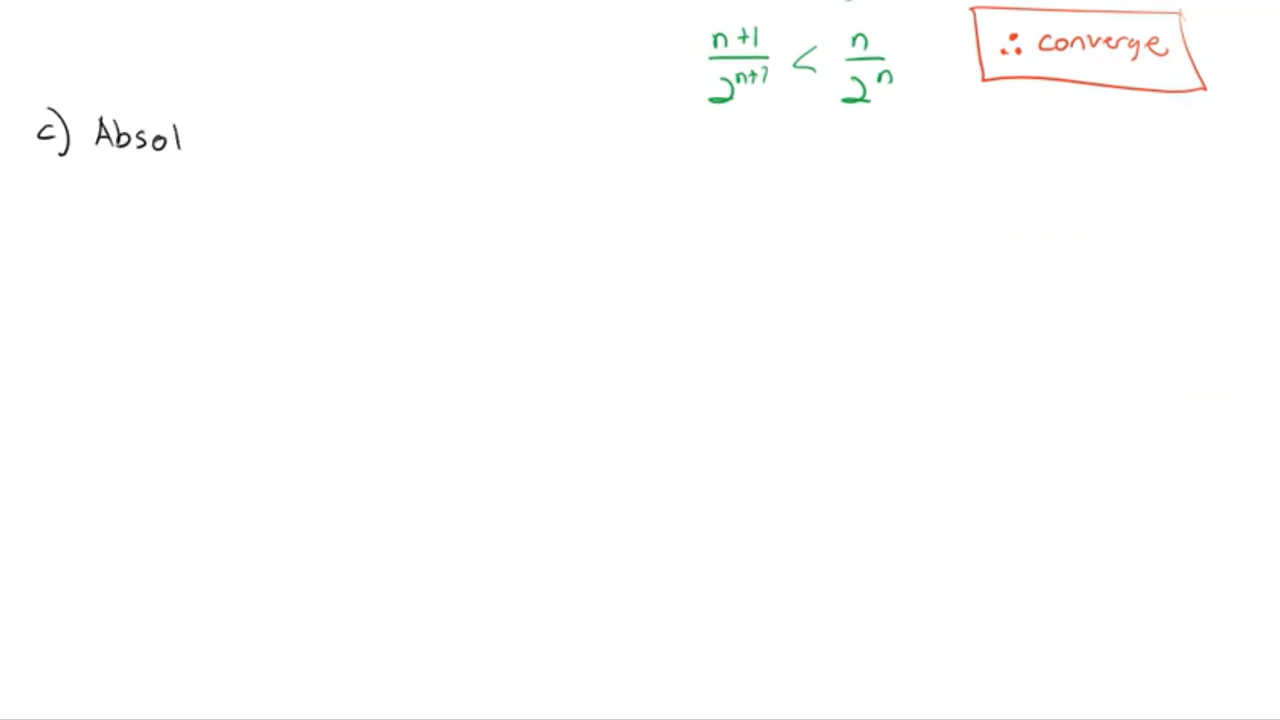 n+1/2^(n+1) < n/2^n
∴ converge
c) Absol